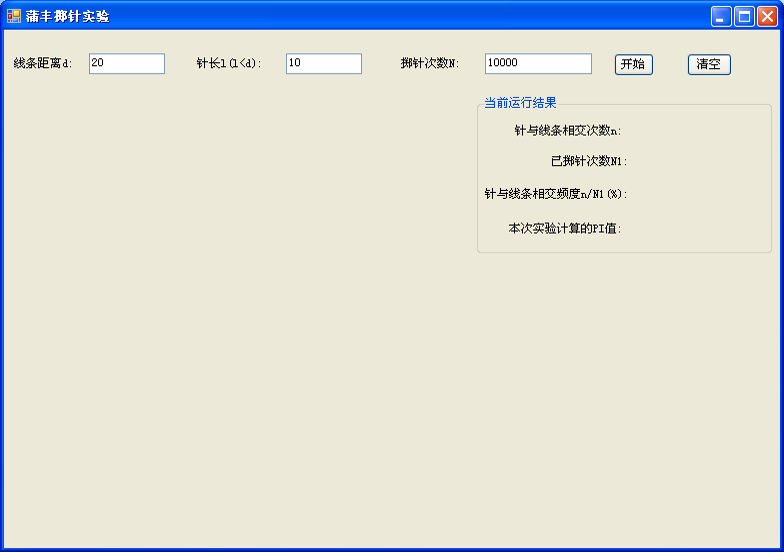 蒲丰掷针实验
线条距离d: 20 针长l(l<d): 10 掷针次数N: 10000 开始 清空
当前运行结果
针与线条相交次数n:
已掷针次数N1:
针与线条相交频度n/N1(%):
本次实验计算的PI值: